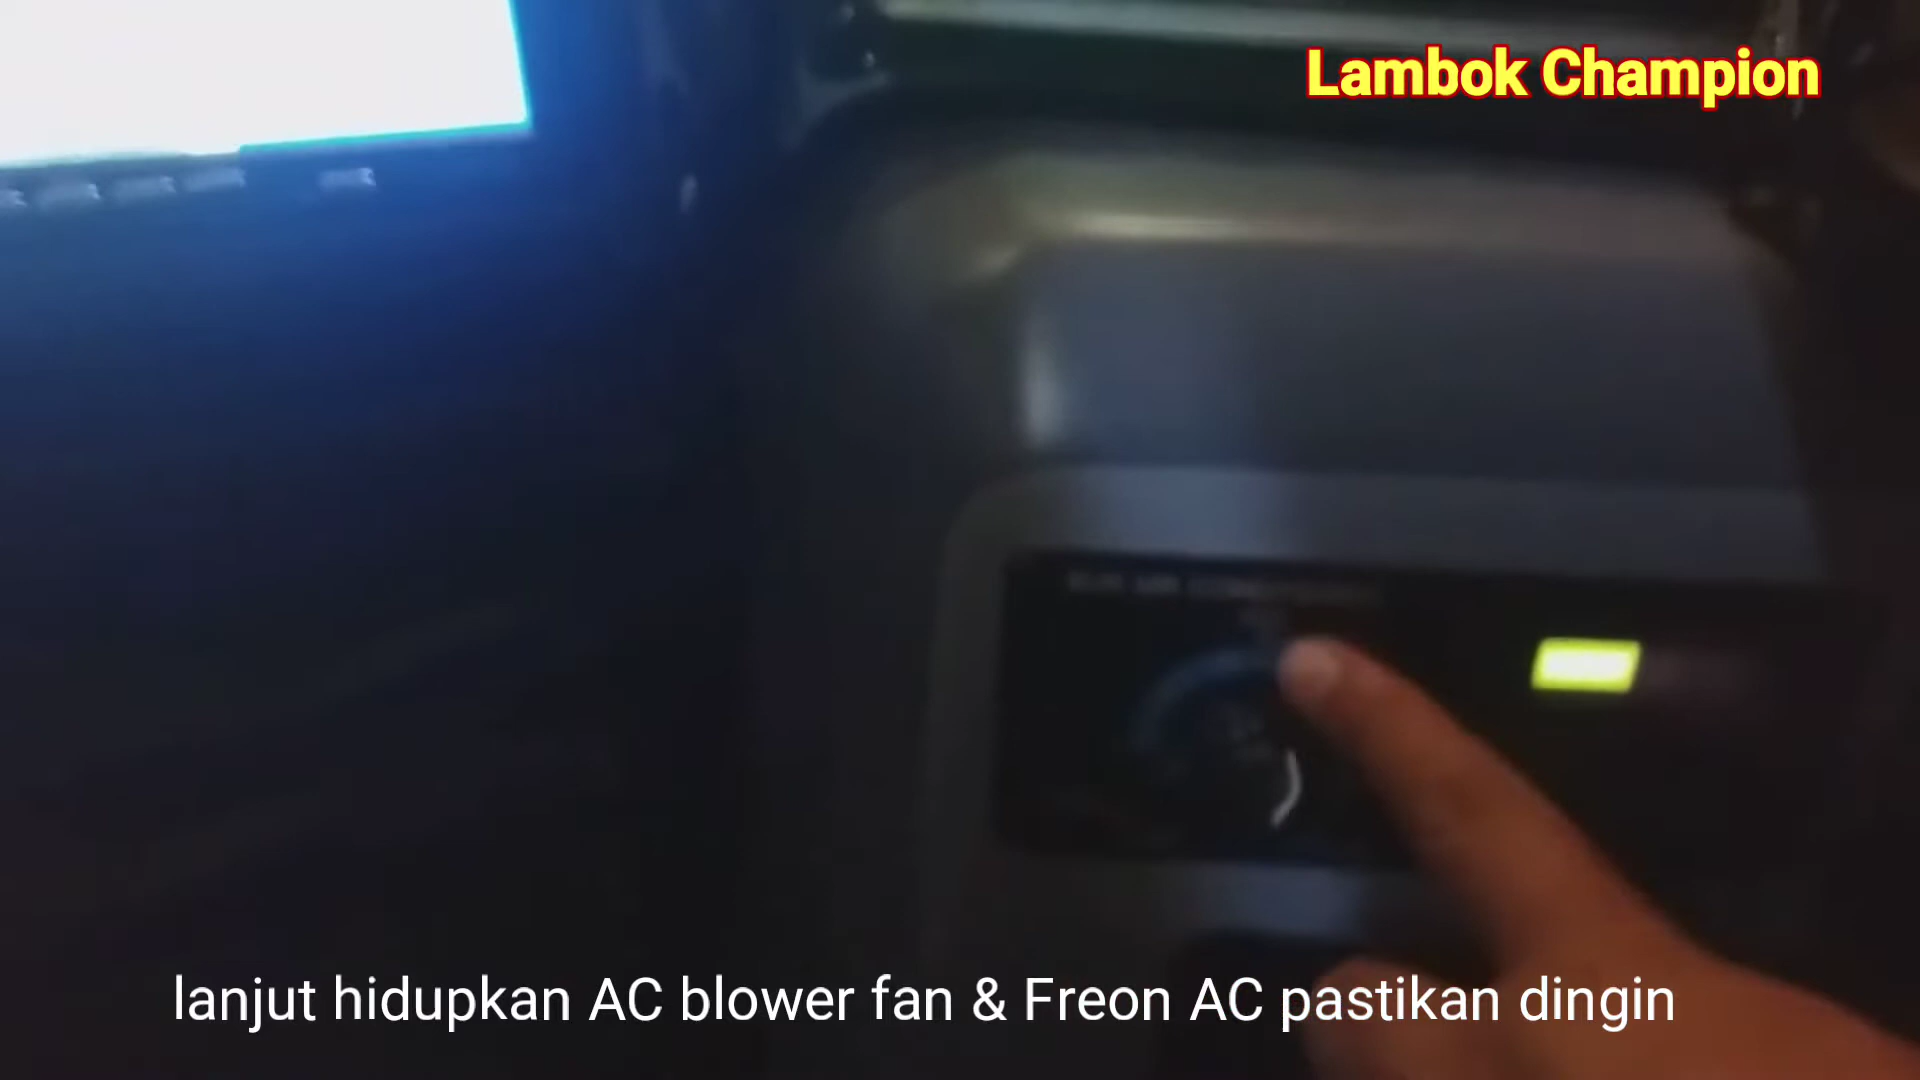 Lambok Champion
lanjut hidupkan AC blower fan & Freon AC pastikan dingin